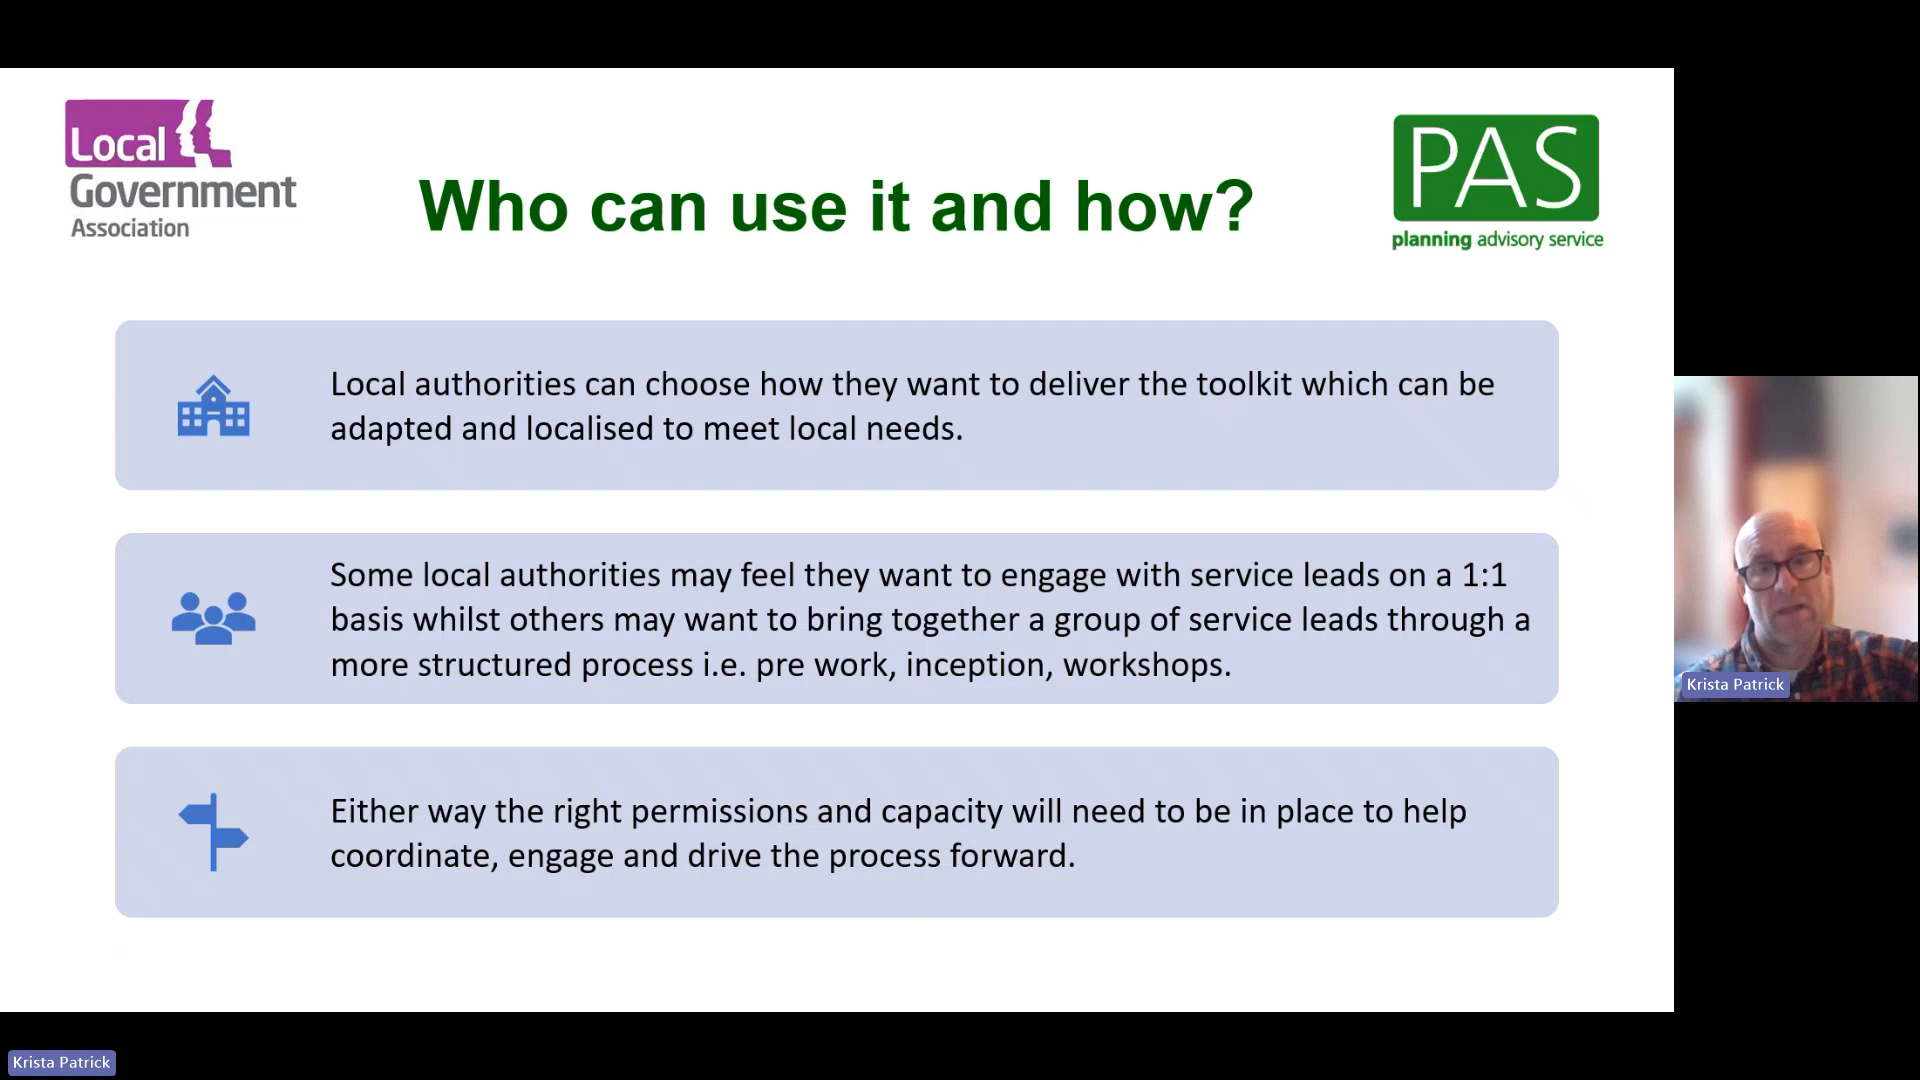 Local
Government
Association
Who can use it and how?
PAS
planning advisory service
Local authorities can choose how they want to deliver the toolkit which can be
adapted and localised to meet local needs.
Some local authorities may feel they want to engage with service leads on a 1:1
basis whilst others may want to bring together a group of service leads through a
more structured process i.e. pre work, inception, workshops.
Either way the right permissions and capacity will need to be in place to help
coordinate, engage and drive the process forward.
Krista Patrick
Krista Patrick